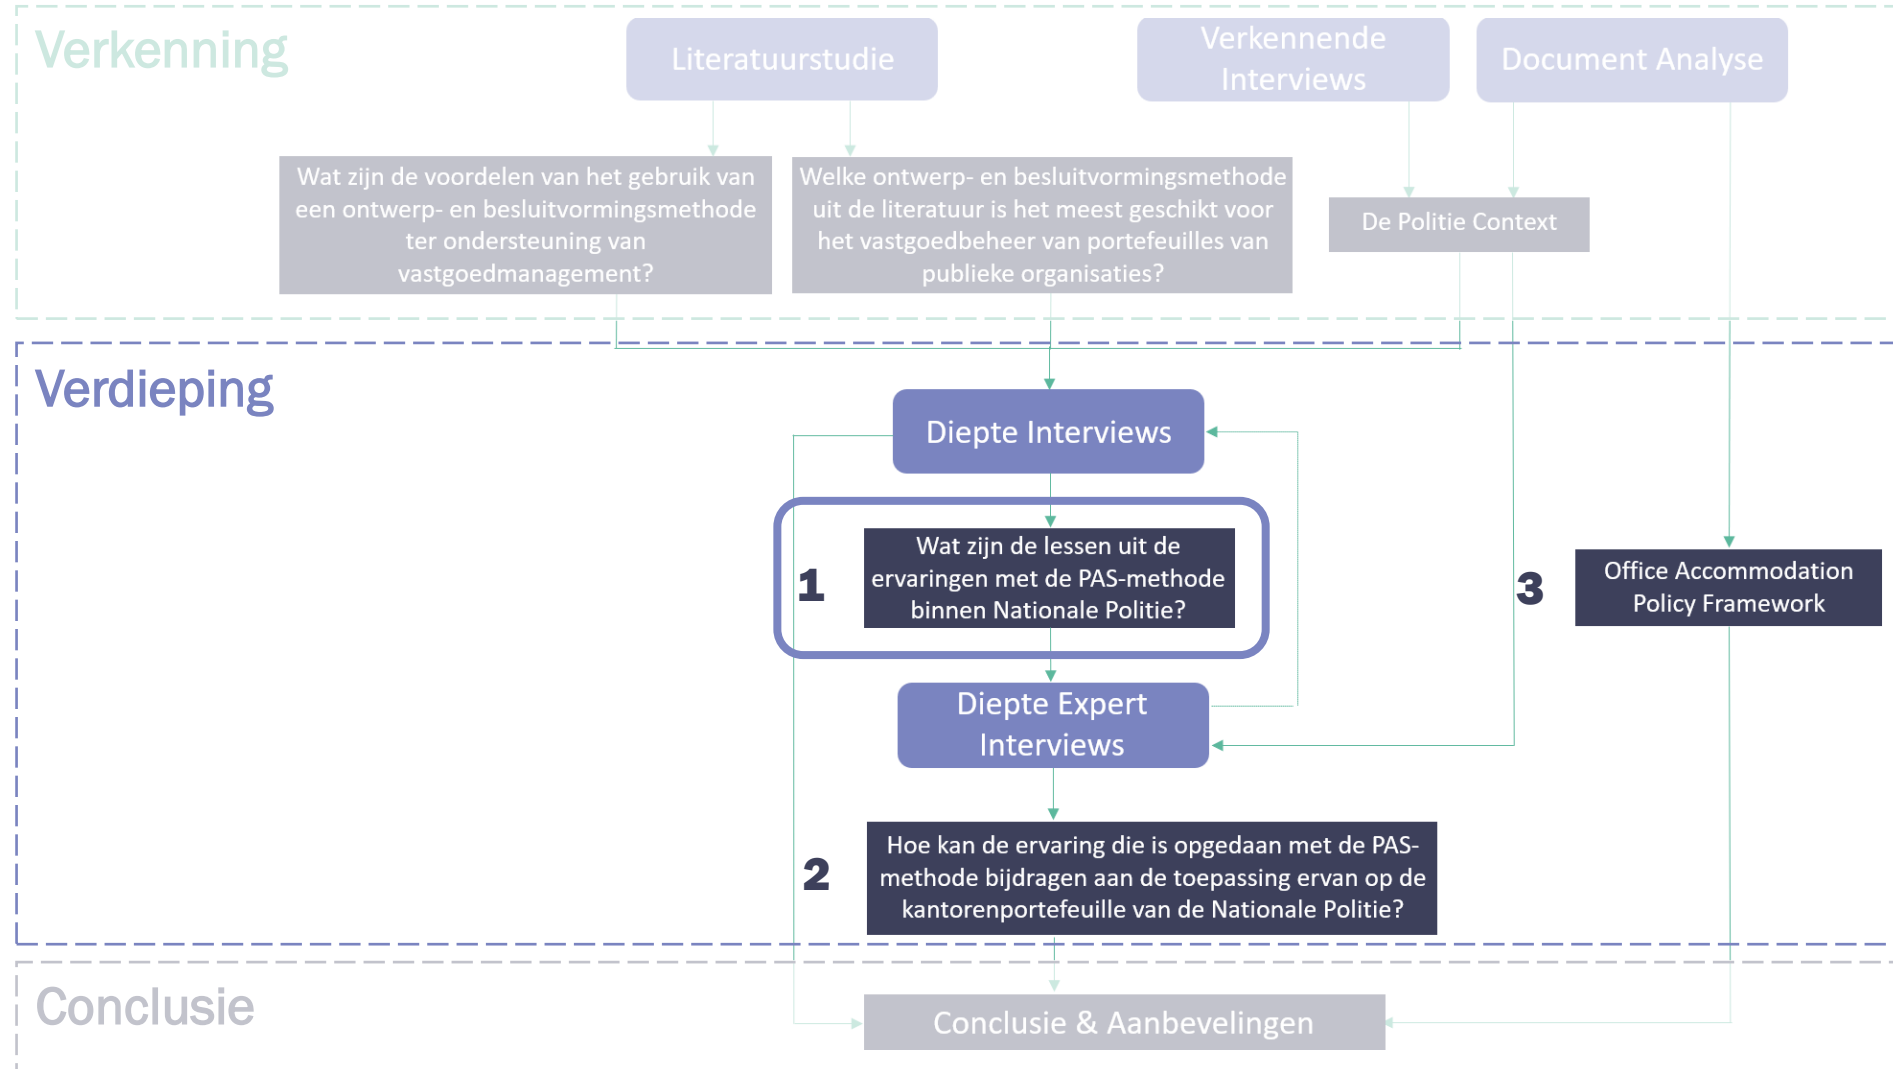 Verkenning
Literatuurstudie
Verkennende
Interviews
Document Analyse
Wat zijn de voordelen van het gebruik van
een ontwerp- en besluitvormingsmethode
ter ondersteuning van
vastgoedmanagement?
Welke ontwerp- en besluitvormingsmethode
uit de literatuur is het meest geschikt voor
het vastgoedbeheer van portefeuilles van
publieke organisaties?
De Politie Context
Verdieping
Diepte Interviews
1
Wat zijn de lessen uit de
ervaringen met de PAS-methode
binnen Nationale Politie?
3
Office Accommodation
Policy Framework
Diepte Expert
Interviews
2
Hoe kan de ervaring die is opgedaan met de PAS-
methode bijdragen aan de toepassing ervan op de
kantorenportefeuille van de Nationale Politie?
Conclusie
Conclusie & Aanbevelingen